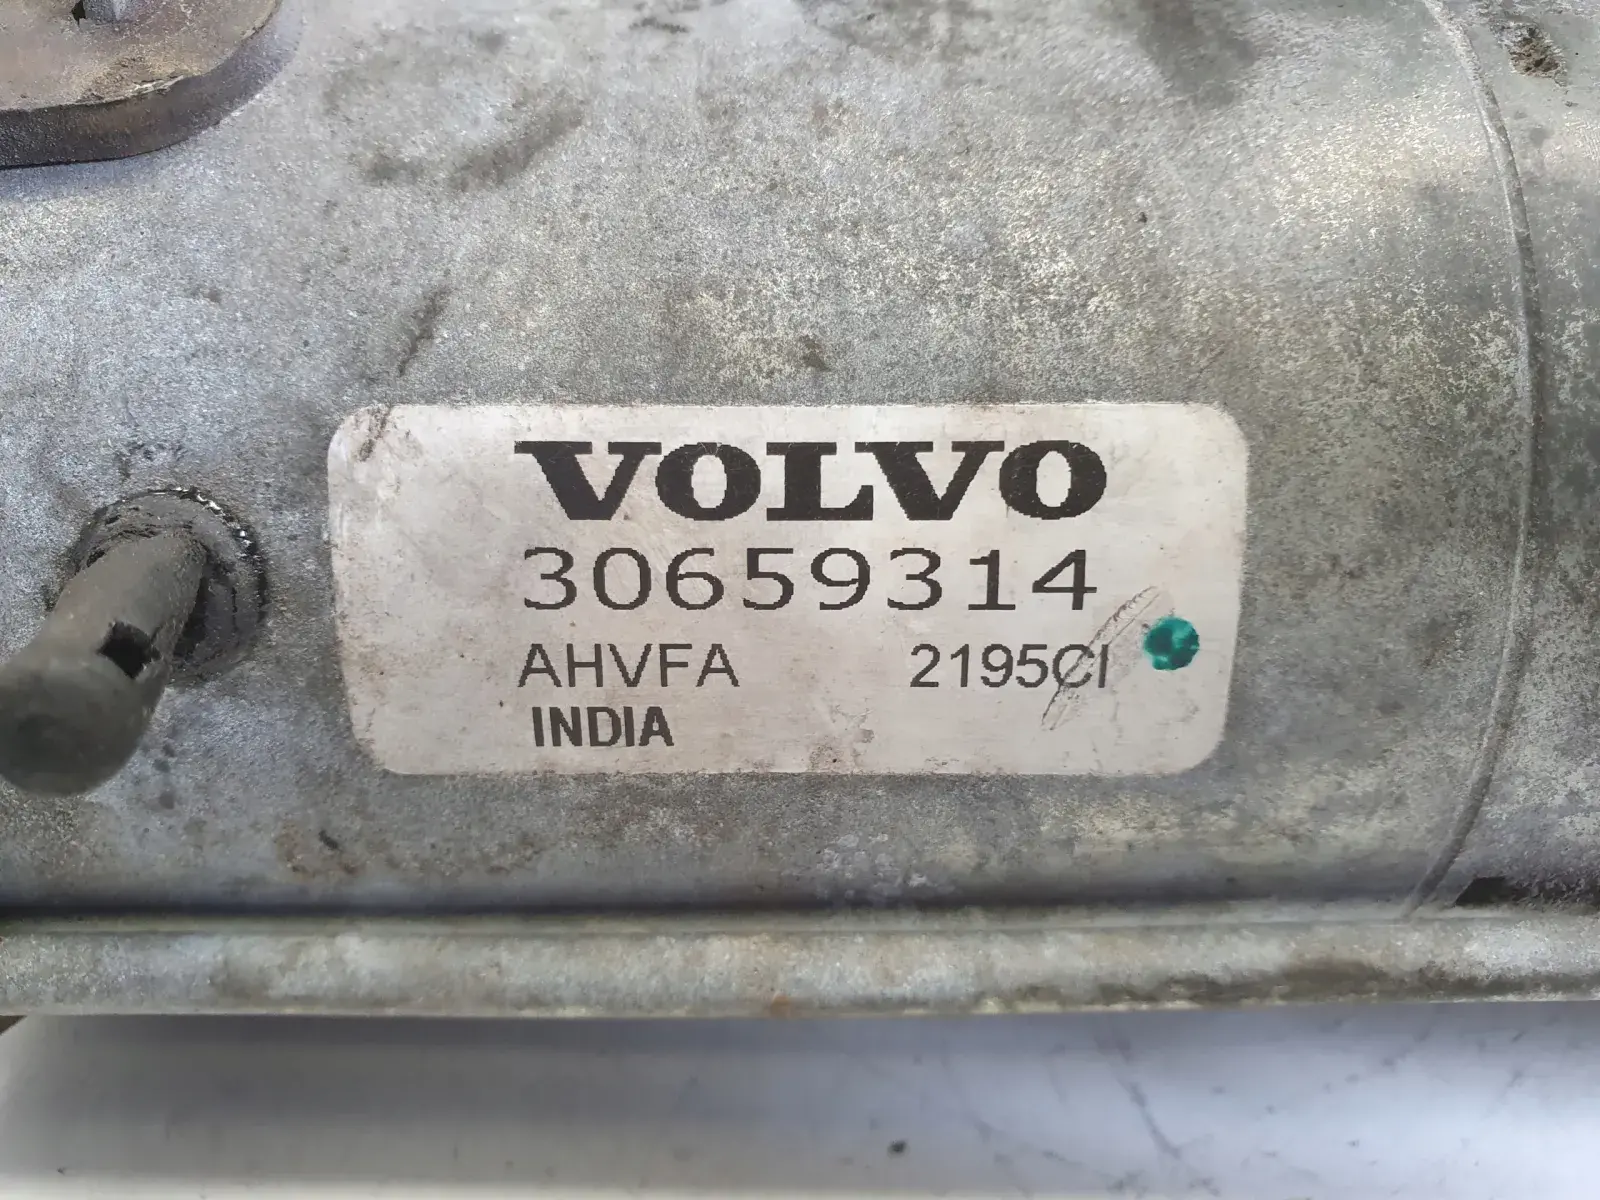 VOLVO
30659314
AHVFA 2195CI
INDIA